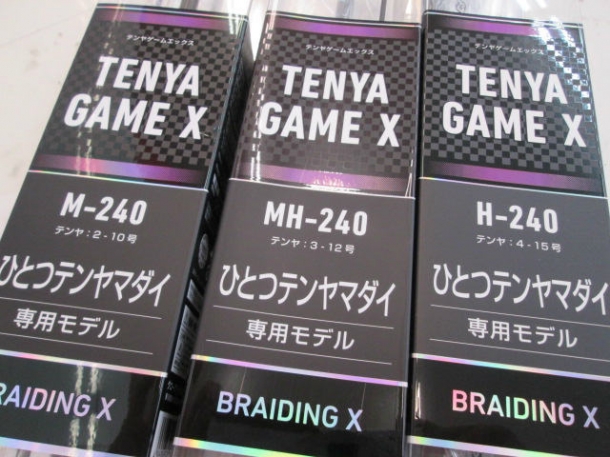 テンヤゲームエックス
TENYA
GAME X
M-240
テンヤ:2-10号
ひとつテンヤマダイ
専用モデル
RAIDING X
テンヤゲームエックス
TENYA
GAME X
MH-240
テンヤ:3-12号
ひとつテンヤマダイ
専用モデル
BRAIDING X
テンヤゲームエックス
TENYA
GAME X
H-240
テンヤ:4-15号
ひとつテンヤマダイ
専用モデル
BRAIDING X